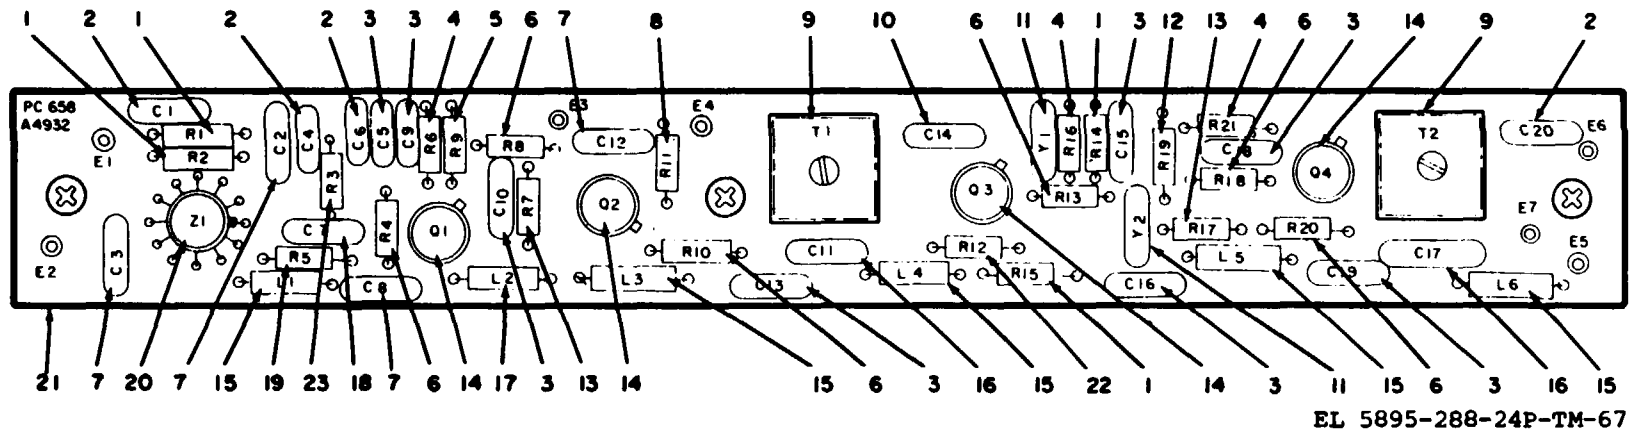 1 2 1 2 2 3 3 4 5 6 7 8 9 10 6 11 4 1 3 12 13 4 6 3 14 9 2
PC 658
A4932
C1
R1
R2
E1
E2
Z1
C3
C2
C4
R3
C6
C5
C9
R6
R9
R8
E3
C12
R11
E4
T1
C14
Y1
R16
R14
C15
R19
R21
C18
R18
Q4
T2
C20
E6
C7
R4
Q1
C10
R7
Q2
Q3
R13
Y2
R17
R20
E7
R5
L1
C8
L2
L3
R10
C13
C11
L4
R12
R15
C16
L5
C19
C17
L6
E5
21 7 20 7 15 19 23 18 7 6 14 17 3 13 14 15 6 3 16 15 22 1 14 3 11 15 6 3 16 15
EL 5895-288-24P-TM-67